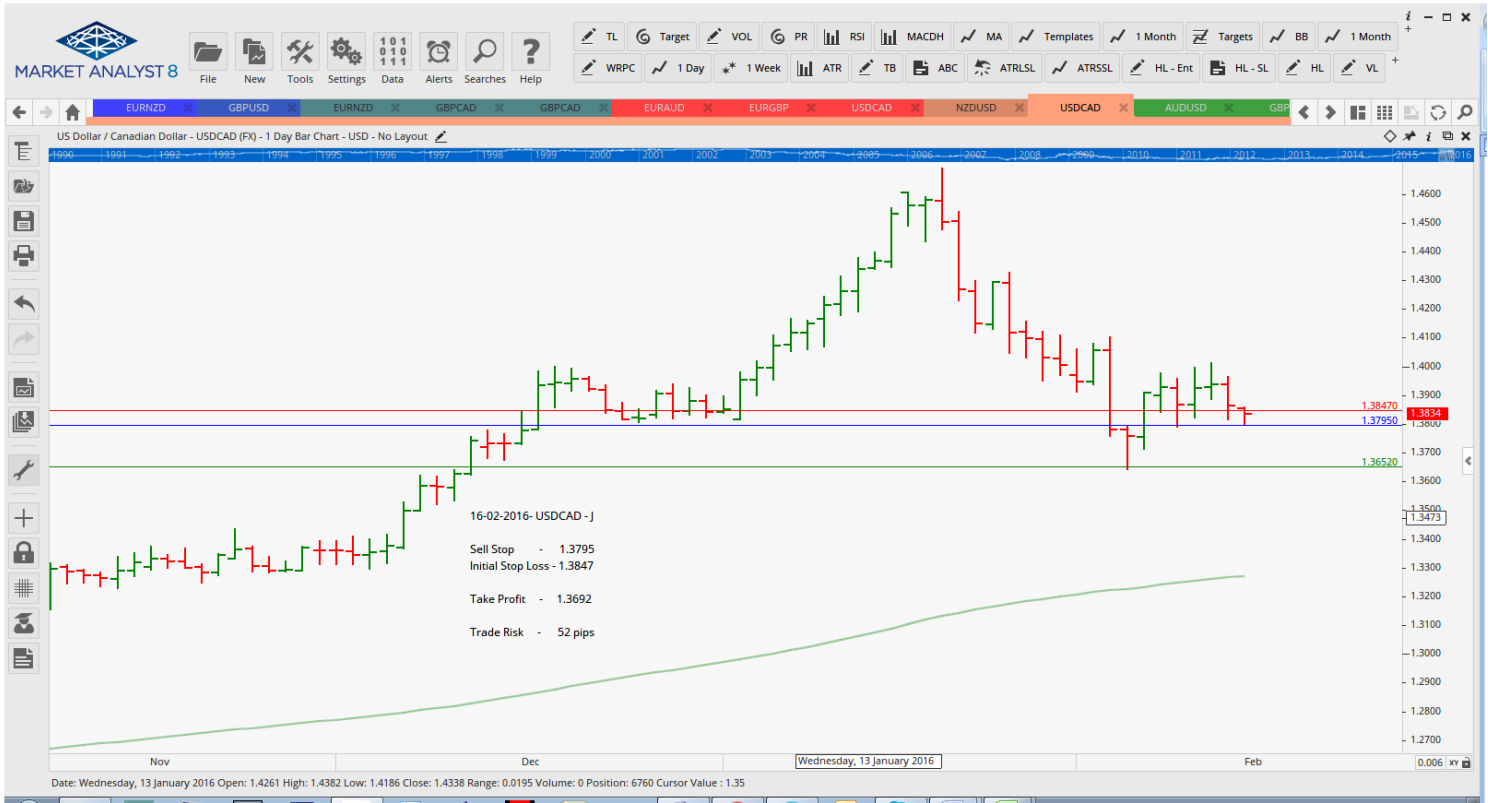 MARKET ANALYST 8
File New Tools Settings Data Alerts Searches Help
101
010
111
TL Target VOL PR RSI MACDH MA Templates 1 Month Targets BB 1 Month
WRPC 1 Day 1 Week ATR TB ABC ATRLSL ATRSSL HL - Ent HL - SL HL VL
EURNZD GBPUSD EURNZD GBPCAD GBPCAD EURAUD EURGBP USDCAD NZDUSD USDCAD AUDUSD GBP
US Dollar / Canadian Dollar - USDCAD (FX) - 1 Day Bar Chart - USD - No Layout
1990 1991 1992 1993 1994 1995 1996 1997 1998 1999 2000 2001 2002 2003 2004 2005 2006 2007 2008 2009 2010 2011 2012 2013 2014 2015 2016
1.4600
1.4500
1.4400
1.4300
1.4200
1.4100
1.4000
1.3900
1.38470
1.3834
1.37950
1.3800
1.3700
1.36520
1.3600
1.3500
1.3473
1.3400
1.3300
1.3200
1.3100
1.3000
1.2900
1.2800
1.2700
16-02-2016- USDCAD - J
Sell Stop - 1.3795
Initial Stop Loss - 1.3847
Take Profit - 1.3692
Trade Risk - 52 pips
Nov Dec Wednesday, 13 January 2016 Feb 0.006 XY
Date: Wednesday, 13 January 2016 Open: 1.4261 High: 1.4382 Low: 1.4186 Close: 1.4338 Range: 0.0195 Volume: 0 Position: 6760 Cursor Value : 1.35